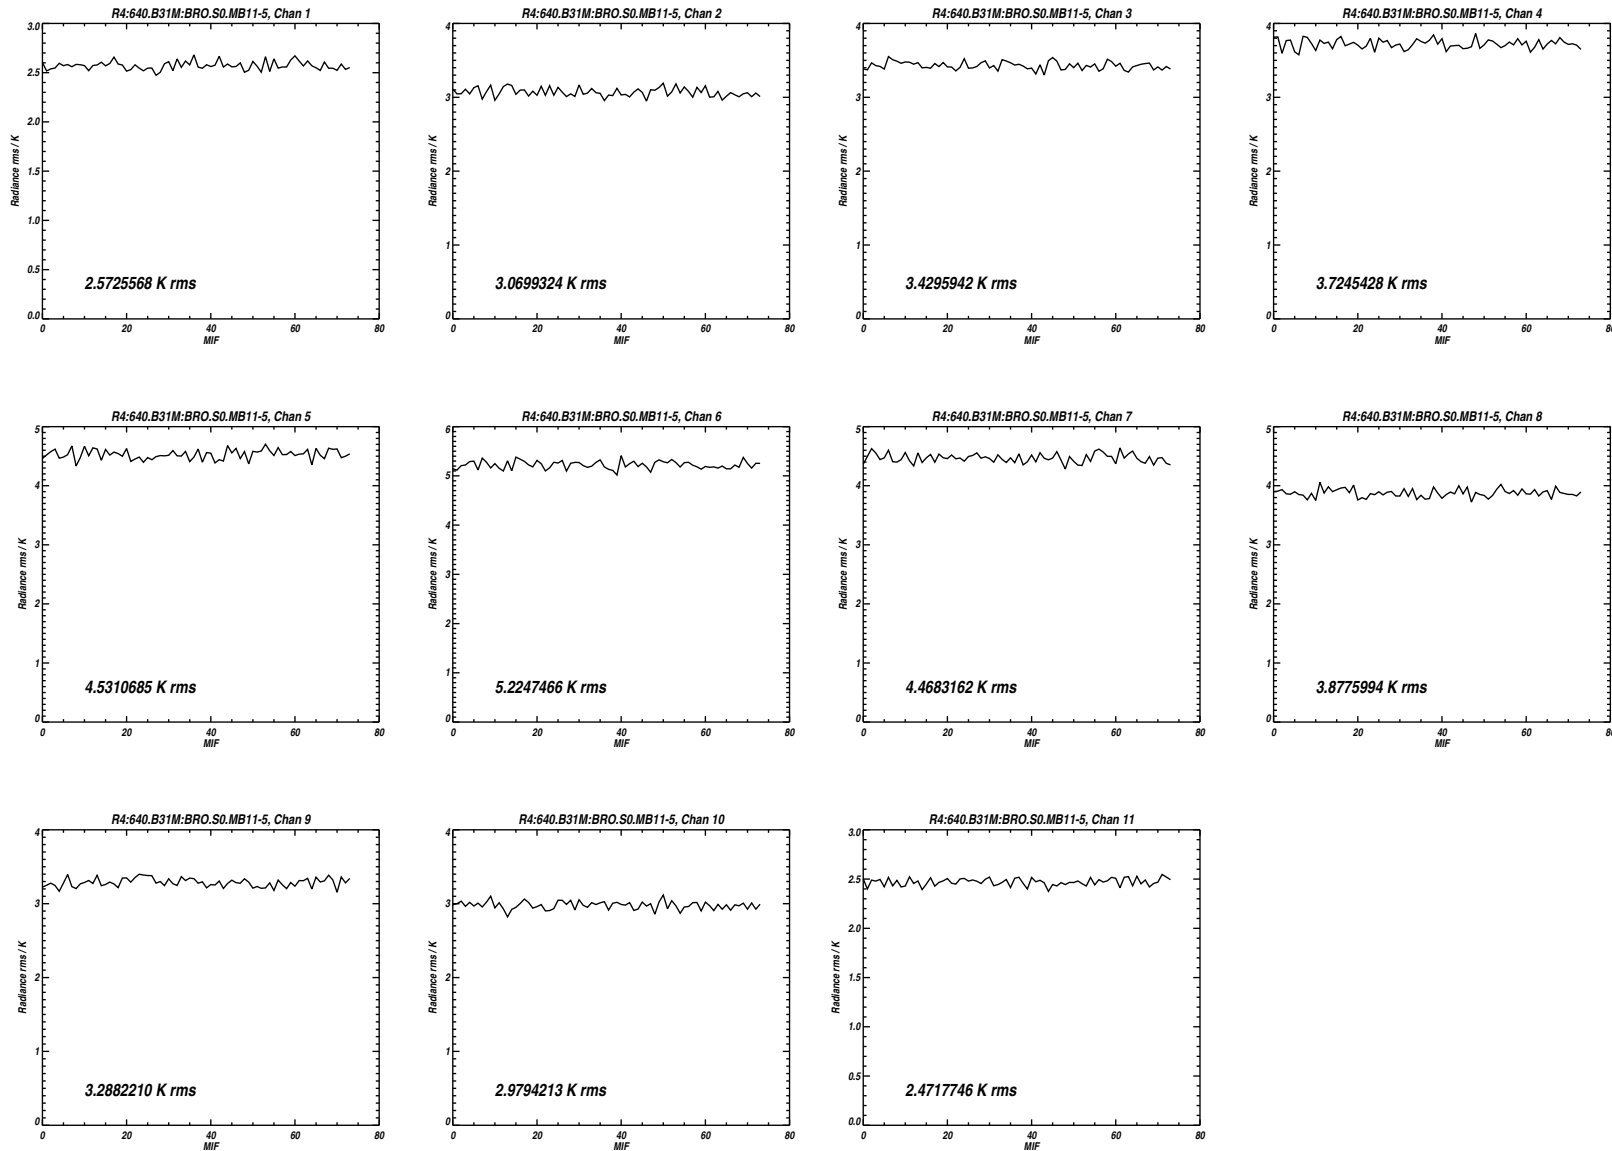 R4:640.B31M:BRO.S0.MB11-5, Chan 1
3.0
2.5
2.0
1.5
1.0
0.5
0.0
Radiance rms / K
2.5725568 K rms
0 20 40 60 80
MIF
R4:640.B31M:BRO.S0.MB11-5, Chan 2
4
3
2
1
0
Radiance rms / K
3.0699324 K rms
0 20 40 60 80
MIF
R4:640.B31M:BRO.S0.MB11-5, Chan 3
4
3
2
1
0
Radiance rms / K
3.4295942 K rms
0 20 40 60 80
MIF
R4:640.B31M:BRO.S0.MB11-5, Chan 4
4
3
2
1
0
Radiance rms / K
3.7245428 K rms
0 20 40 60 8
MIF
R4:640.B31M:BRO.S0.MB11-5, Chan 5
5
4
3
2
1
0
Radiance rms / K
4.5310685 K rms
0 20 40 60 80
MIF
R4:640.B31M:BRO.S0.MB11-5, Chan 6
6
5
4
3
2
1
0
Radiance rms / K
5.2247466 K rms
0 20 40 60 80
MIF
R4:640.B31M:BRO.S0.MB11-5, Chan 7
5
4
3
2
1
0
Radiance rms / K
4.4683162 K rms
0 20 40 60 80
MIF
R4:640.B31M:BRO.S0.MB11-5, Chan 8
5
4
3
2
1
0
Radiance rms / K
3.8775994 K rms
0 20 40 60 8
MIF
R4:640.B31M:BRO.S0.MB11-5, Chan 9
4
3
2
1
0
Radiance rms / K
3.2882210 K rms
0 20 40 60 80
MIF
R4:640.B31M:BRO.S0.MB11-5, Chan 10
4
3
2
1
0
Radiance rms / K
2.9794213 K rms
0 20 40 60 80
MIF
R4:640.B31M:BRO.S0.MB11-5, Chan 11
3.0
2.5
2.0
1.5
1.0
0.5
0.0
Radiance rms / K
2.4717746 K rms
0 20 40 60 80
MIF